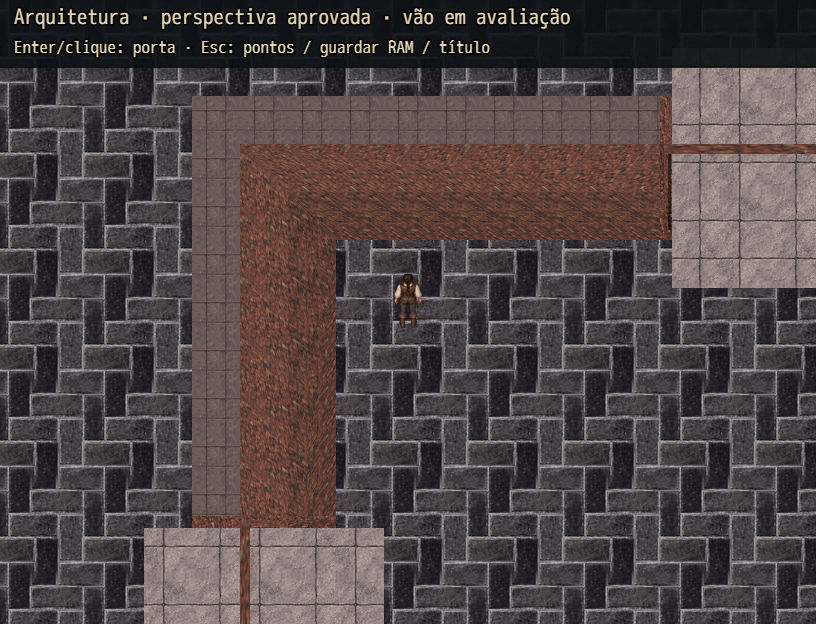 Arquitetura · perspectiva aprovada · vão em avaliação
Enter/clique: porta · Esc: pontos / guardar RAM / título